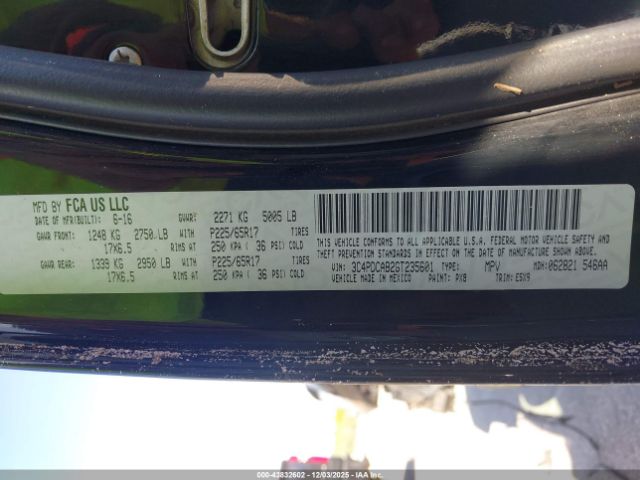 MFD BY FCA US LLC
DATE OF MFR(BUILT): 6-16 GVWR: 2271 KG 5005 LB
GAWR FRONT: 1248 KG 2750 LB WITH P225/65R17 TIRES
17X6.5 RIMS AT 250 KPA ( 36 PSI) COLD
GAWR REAR: 1339 KG 2950 LB WITH P225/65R17 TIRES
17X6.5 RIMS AT 250 KPA ( 36 PSI) COLD
THIS VEHICLE CONFORMS TO ALL APPLICABLE U.S.A. FEDERAL MOTOR VEHICLE SAFETY, BUMPER AND
THEFT PREVENTION STANDARDS IN EFFECT ON THE DATE OF MANUFACTURE SHOWN ABOVE.
VIN: 3C4PDCAB2GT235601 TYPE: MPV MDH: 062821 546AA
VEHICLE MADE IN MEXICO PAINT: PX8 TRIM: E5X9
00-43832602 - 12/03/2025 - IAAI.com